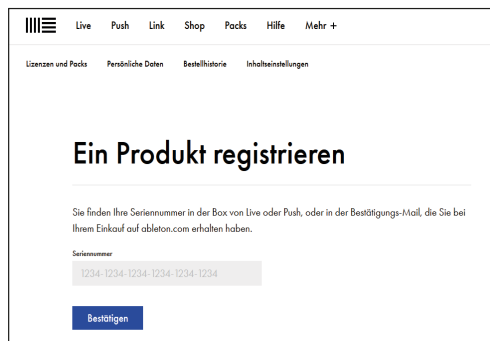 Live Push Link Shop Packs Hilfe Mehr +
Lizenzen und Packs Persönliche Daten Bestellhistorie Inhaltseinstellungen
Ein Produkt registrieren
Sie finden Ihre Seriennummer in der Box von Live oder Push, oder in der Bestätigungs-Mail, die Sie bei
Ihrem Einkauf auf ableton.com erhalten haben.
Seriennummer
1234-1234-1234-1234-1234-1234
Bestätigen